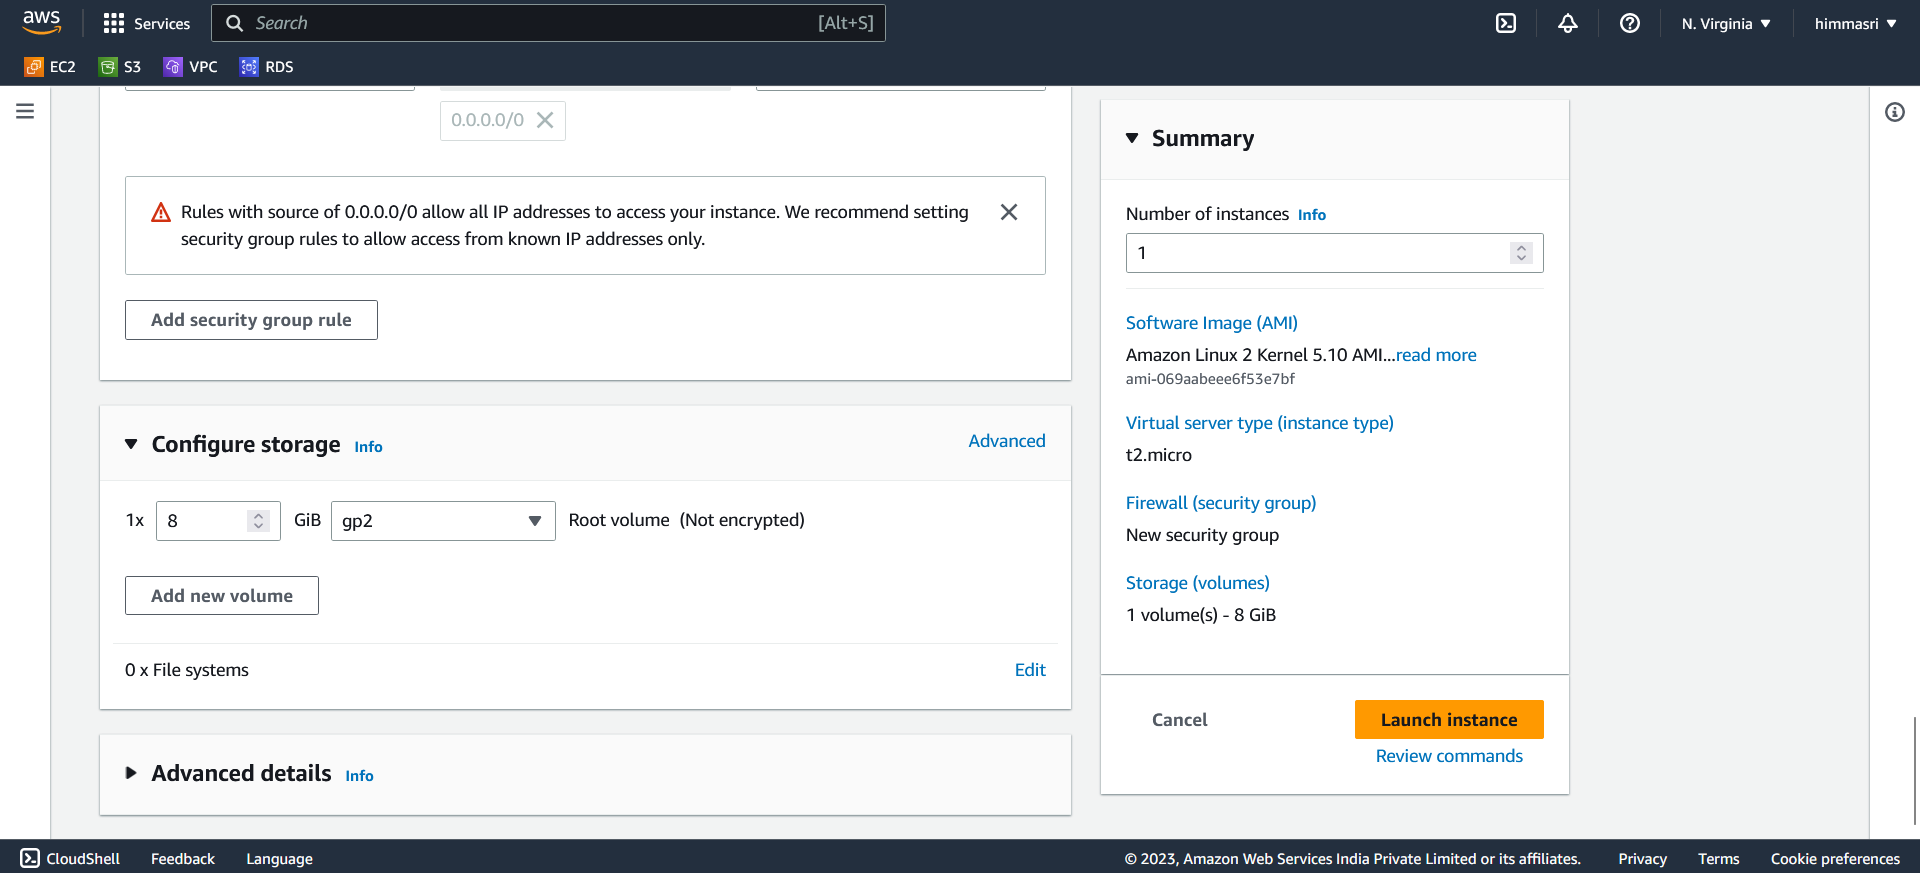 aws
Services
Search
[Alt+S]
N. Virginia
himmasri
EC2
S3
VPC
RDS
0.0.0.0/0
Rules with source of 0.0.0.0/0 allow all IP addresses to access your instance. We recommend setting
security group rules to allow access from known IP addresses only.
Add security group rule
Configure storage Info
Advanced
1x
8
GiB
gp2
Root volume (Not encrypted)
Add new volume
0 x File systems
Edit
Advanced details Info
Summary
Number of instances Info
1
Software Image (AMI)
Amazon Linux 2 Kernel 5.10 AMI...read more
ami-069aabeee6f53e7bf
Virtual server type (instance type)
t2.micro
Firewall (security group)
New security group
Storage (volumes)
1 volume(s) - 8 GiB
Cancel
Launch instance
Review commands
CloudShell
Feedback
Language
© 2023, Amazon Web Services India Private Limited or its affiliates.
Privacy
Terms
Cookie preferences